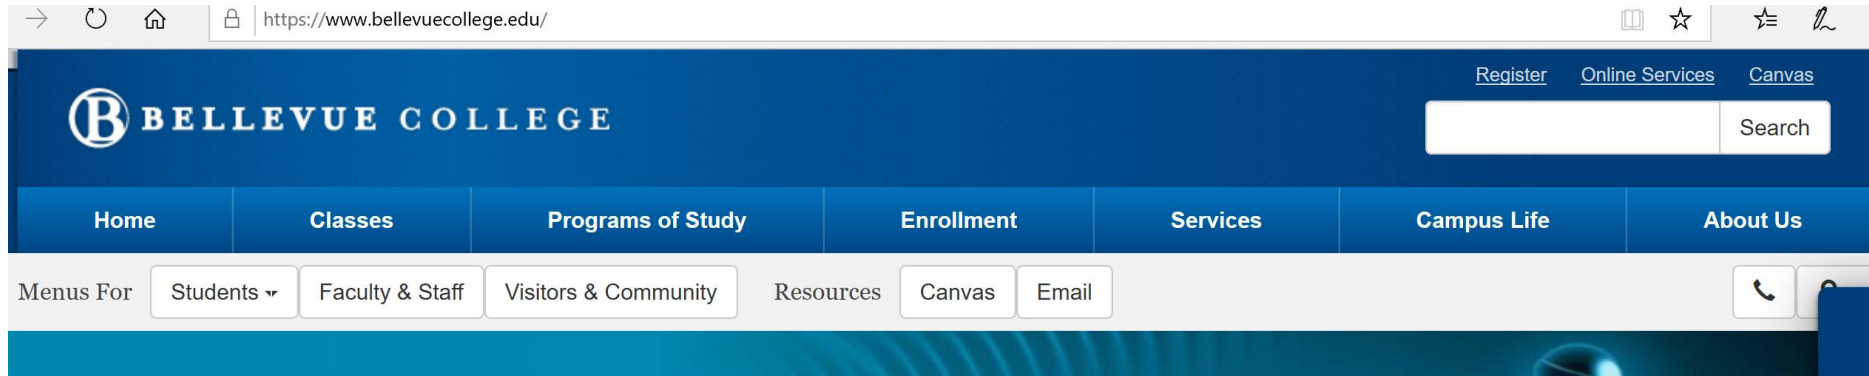 https://www.bellevuecollege.edu/
Register Online Services Canvas
B BELLEVUE COLLEGE
Search
Home Classes Programs of Study Enrollment Services Campus Life About Us
Menus For Students Faculty & Staff Visitors & Community Resources Canvas Email